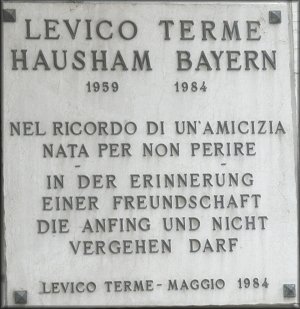 LEVICO TERME
HAUSHAM BAYERN
1959 1984
NEL RICORDO DI UN'AMICIZIA
NATA PER NON PERIRE
-
IN DER ERINNERUNG
EINER FREUNDSCHAFT
DIE ANFING UND NICHT
VERGEHEN DARF
LEVICO TERME - MAGGIO 1984